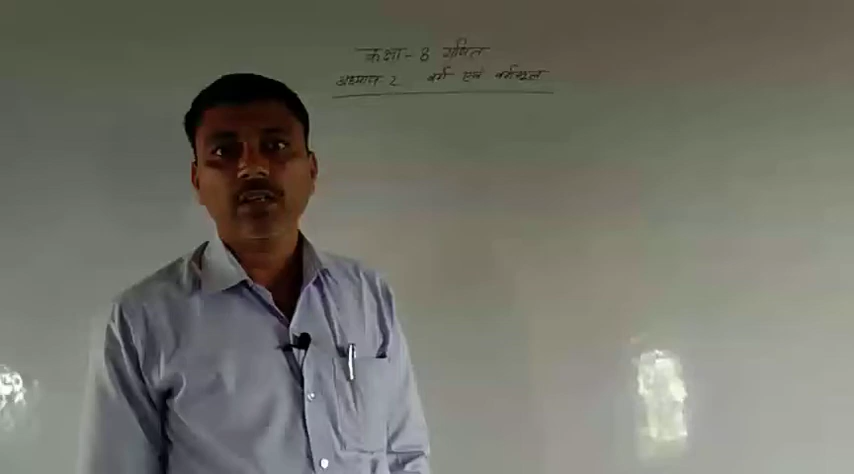 कक्षा - 8 गणित
अध्याय - 2 वर्ग एवं वर्गमूल